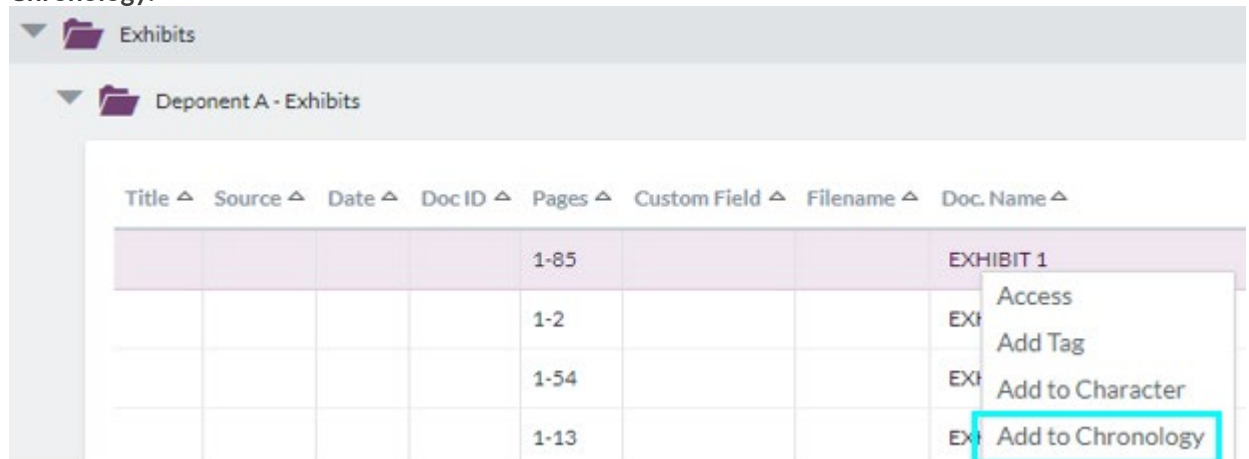 Chronology.
Exhibits
Deponent A - Exhibits
Title Source Date Doc ID Pages Custom Field Filename Doc. Name
1-85 EXHIBIT 1
Access
1-2
Add Tag
1-54
Add to Character
1-13
Add to Chronology